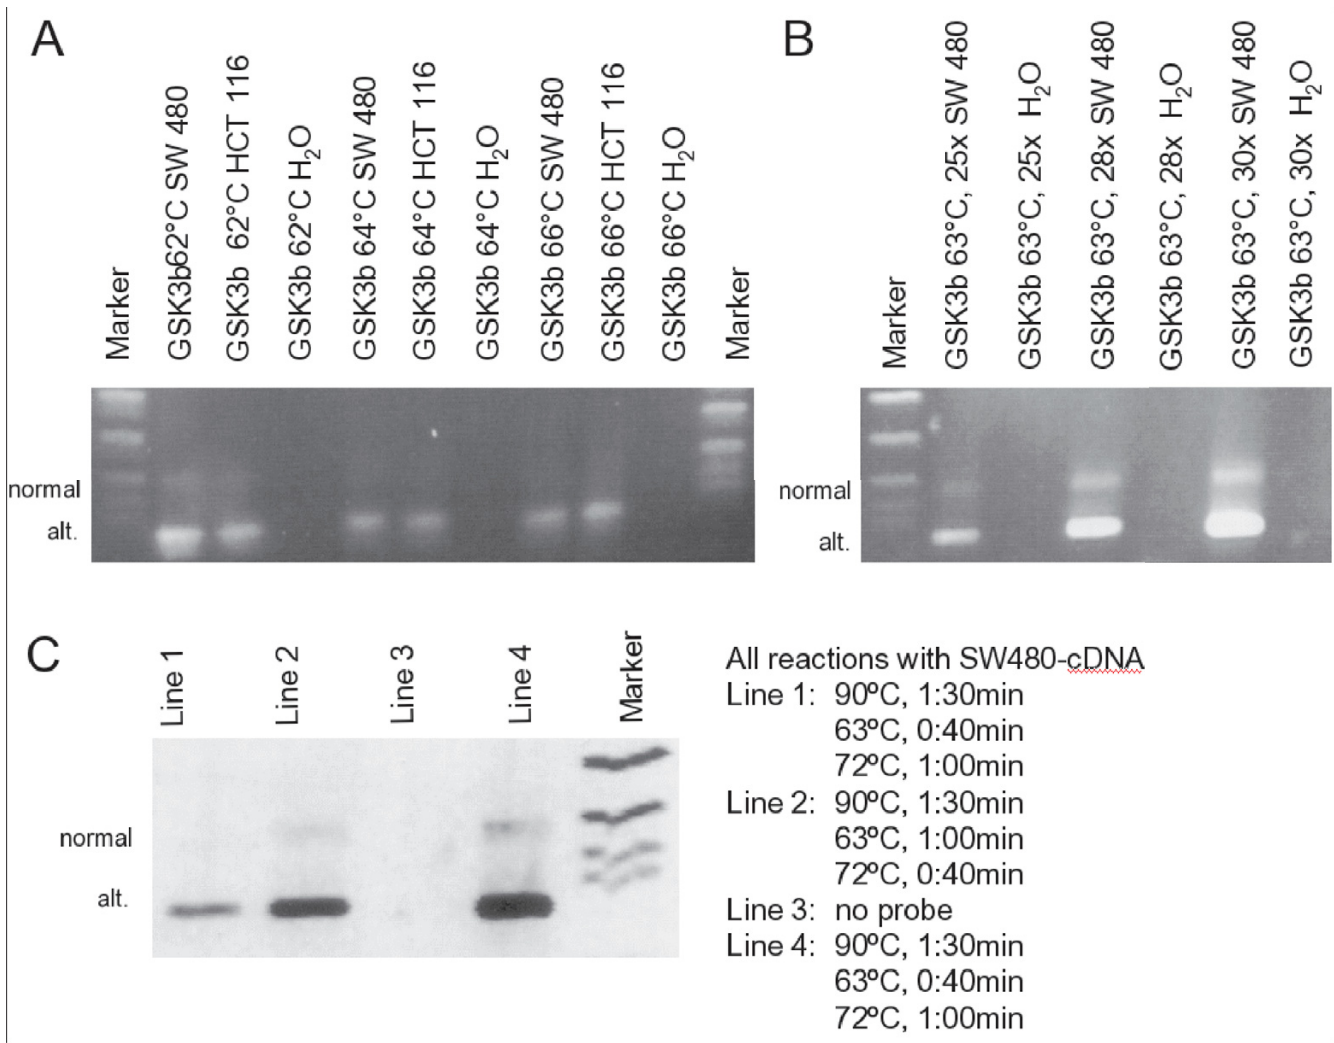 A
Marker
GSK3b62°C SW 480
GSK3b 62°C HCT 116
GSK3b 62°C H2O
GSK3b 64°C SW 480
GSK3b 64°C HCT 116
GSK3b 64°C H2O
GSK3b 66°C SW 480
GSK3b 66°C HCT 116
GSK3b 66°C H2O
Marker
normal
alt.
B
Marker
GSK3b 63°C, 25x SW 480
GSK3b 63°C, 25x H2O
GSK3b 63°C, 28x SW 480
GSK3b 63°C, 28x H2O
GSK3b 63°C, 30x SW 480
GSK3b 63°C, 30x H2O
normal
alt.
C
Line 1
Line 2
Line 3
Line 4
Marker
normal
alt.
All reactions with SW480-cDNA
Line 1: 90ºC, 1:30min
63ºC, 0:40min
72ºC, 1:00min
Line 2: 90ºC, 1:30min
63ºC, 1:00min
72ºC, 0:40min
Line 3: no probe
Line 4: 90ºC, 1:30min
63ºC, 0:40min
72ºC, 1:00min